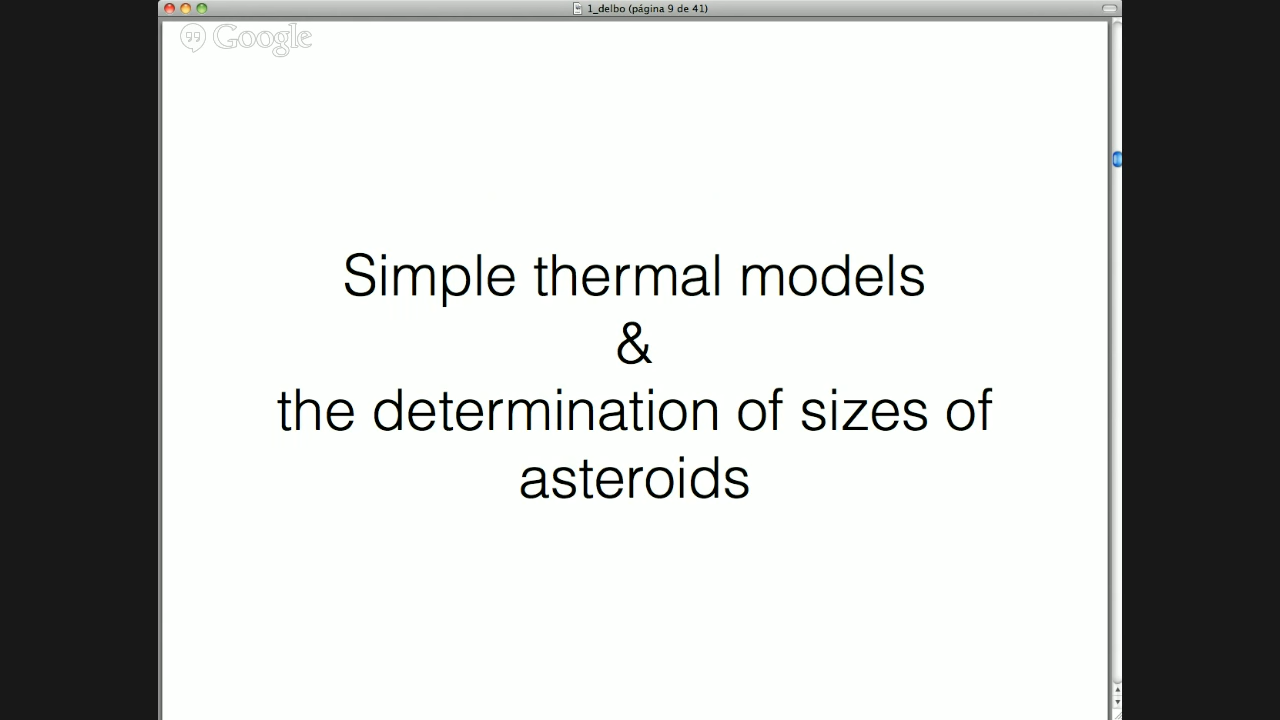 1_delbo (página 9 de 41)
Google
Simple thermal models
&
the determination of sizes of
asteroids